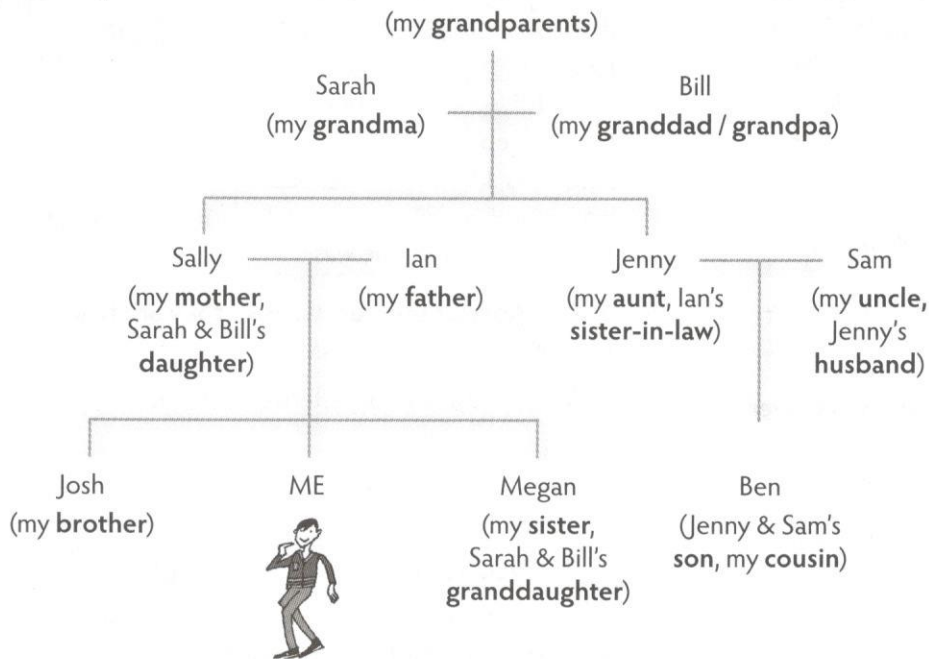 (my grandparents)
Sarah
(my grandma)
Bill
(my granddad / grandpa)
Sally
(my mother,
Sarah & Bill's
daughter)
Ian
(my father)
Jenny
(my aunt, Ian's
sister-in-law)
Sam
(my uncle,
Jenny's
husband)
Josh
(my brother)
ME
Megan
(my sister,
Sarah & Bill's
granddaughter)
Ben
(Jenny & Sam's
son, my cousin)